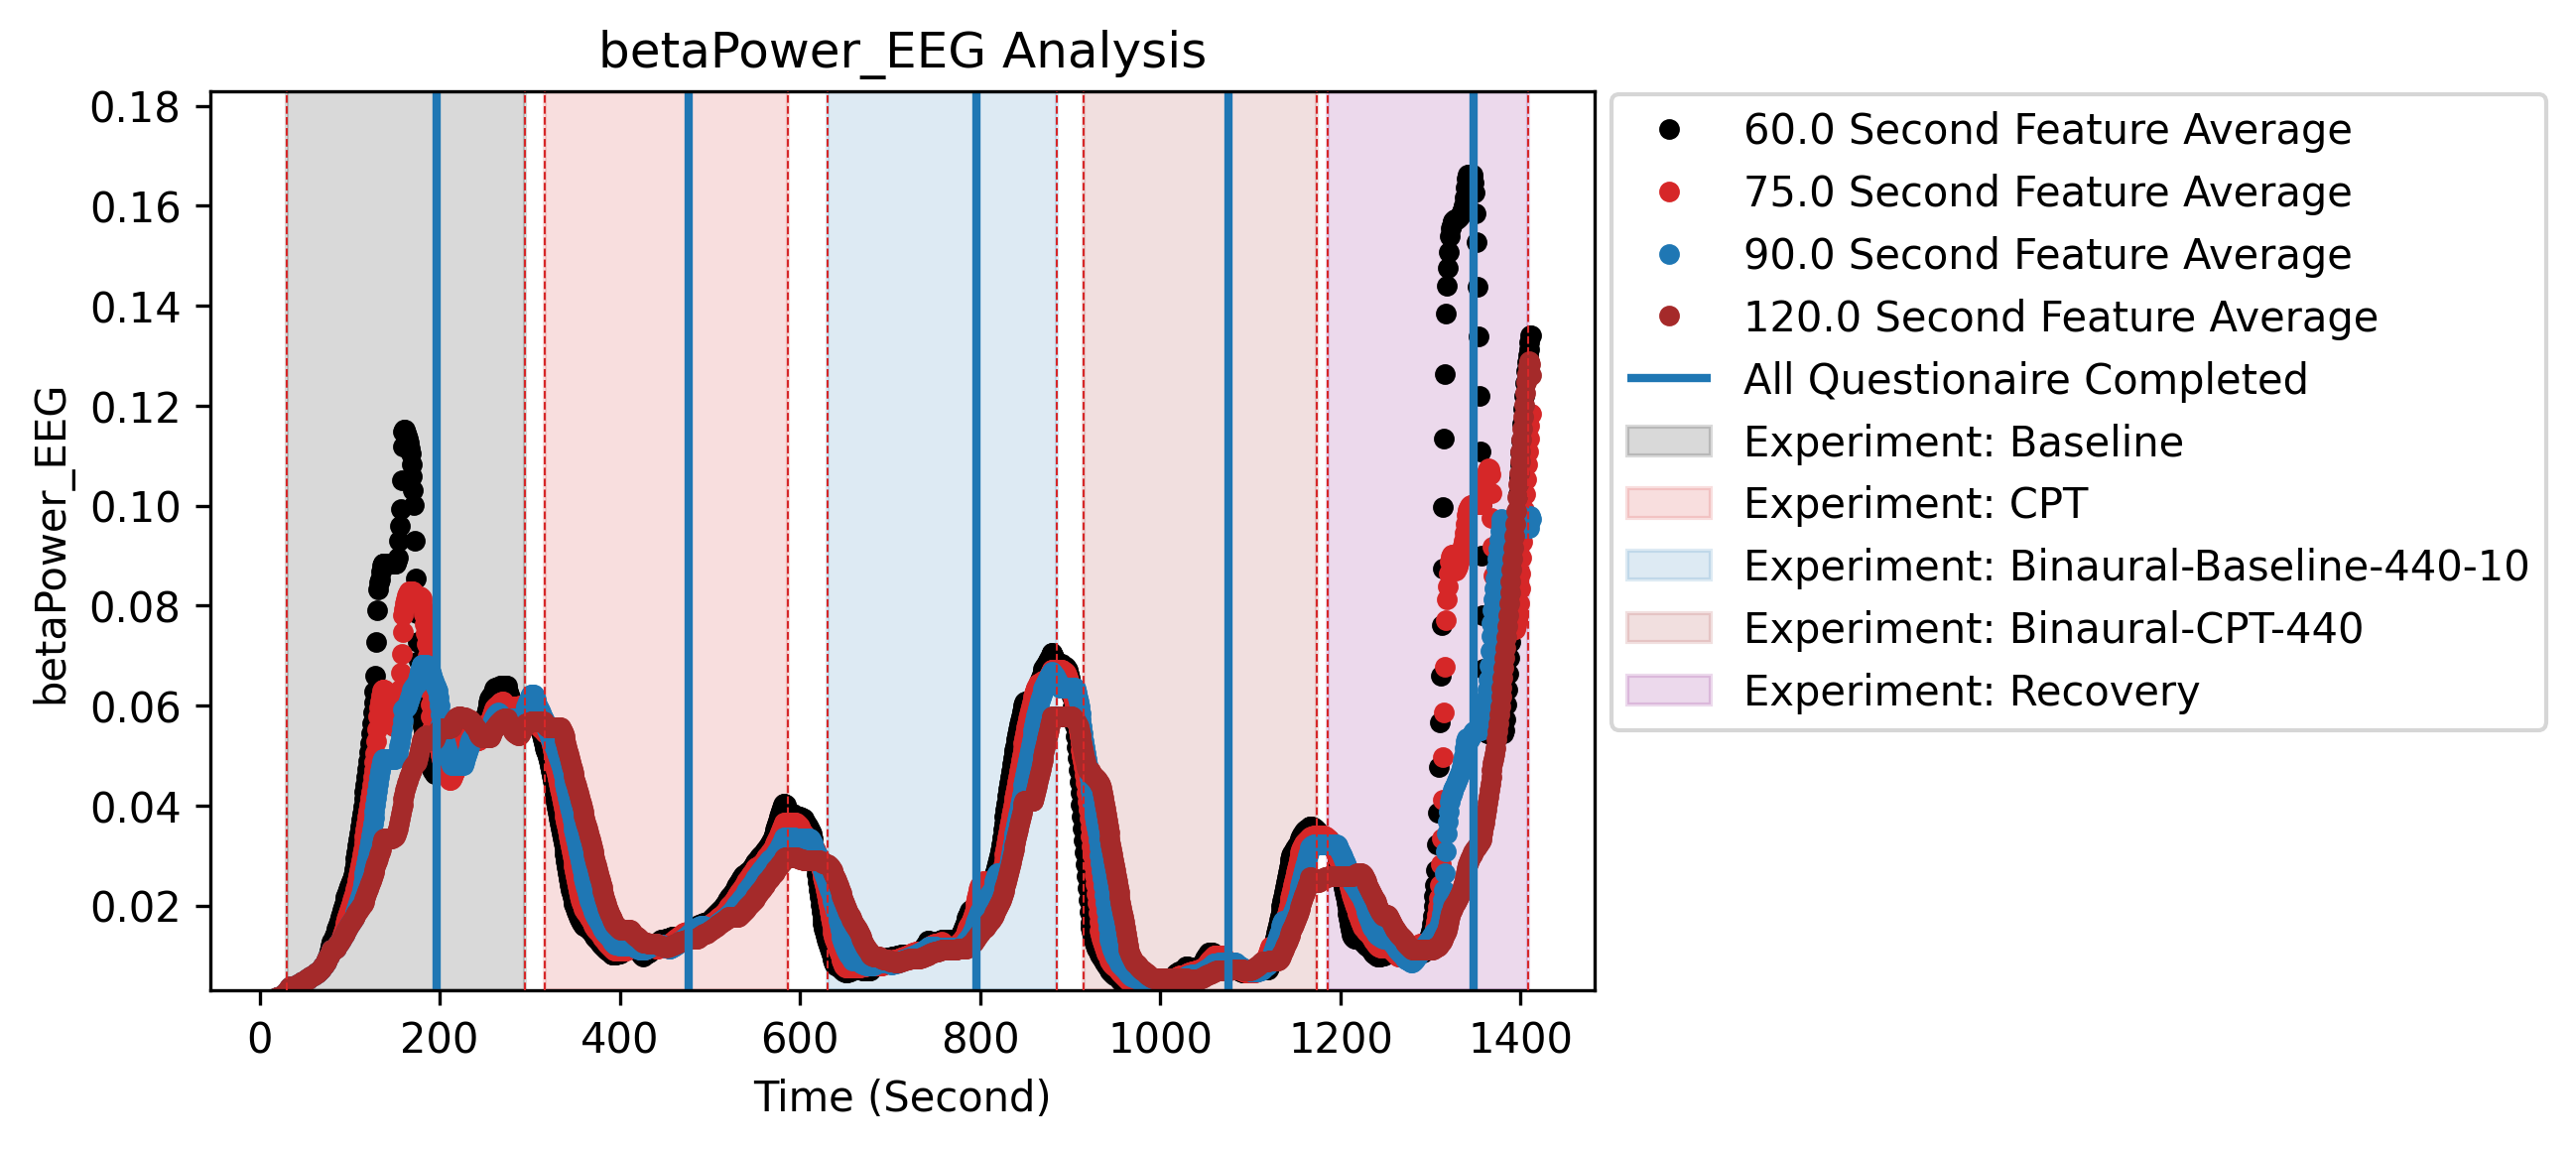 betaPower_EEG Analysis
betaPower_EEG
0.18
0.16
0.14
0.12
0.10
0.08
0.06
0.04
0.02
0 200 400 600 800 1000 1200 1400
Time (Second)
60.0 Second Feature Average
75.0 Second Feature Average
90.0 Second Feature Average
120.0 Second Feature Average
All Questionaire Completed
Experiment: Baseline
Experiment: CPT
Experiment: Binaural-Baseline-440-10
Experiment: Binaural-CPT-440
Experiment: Recovery